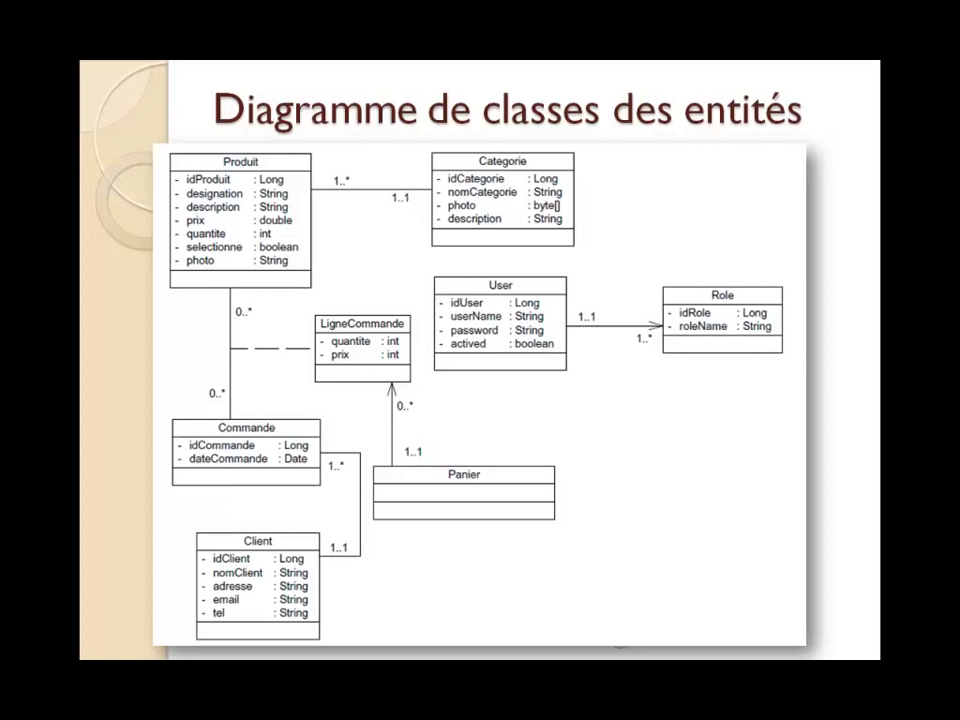 Diagramme de classes des entités
Produit
- idProduit : Long
- designation : String
- description : String
- prix : double
- quantite : int
- selectionne : boolean
- photo : String
1..*
1..1
Categorie
- idCategorie : Long
- nomCategorie : String
- photo : byte[]
- description : String
User
- idUser : Long
- userName : String
- password : String
- actived : boolean
1..1
1..*
Role
- idRole : Long
- roleName : String
0..*
LigneCommande
- quantite : int
- prix : int
0..*
0..*
1..1
Commande
- idCommande : Long
- dateCommande : Date
1..*
Panier
1..1
Client
- idClient : Long
- nomClient : String
- adresse : String
- email : String
- tel : String